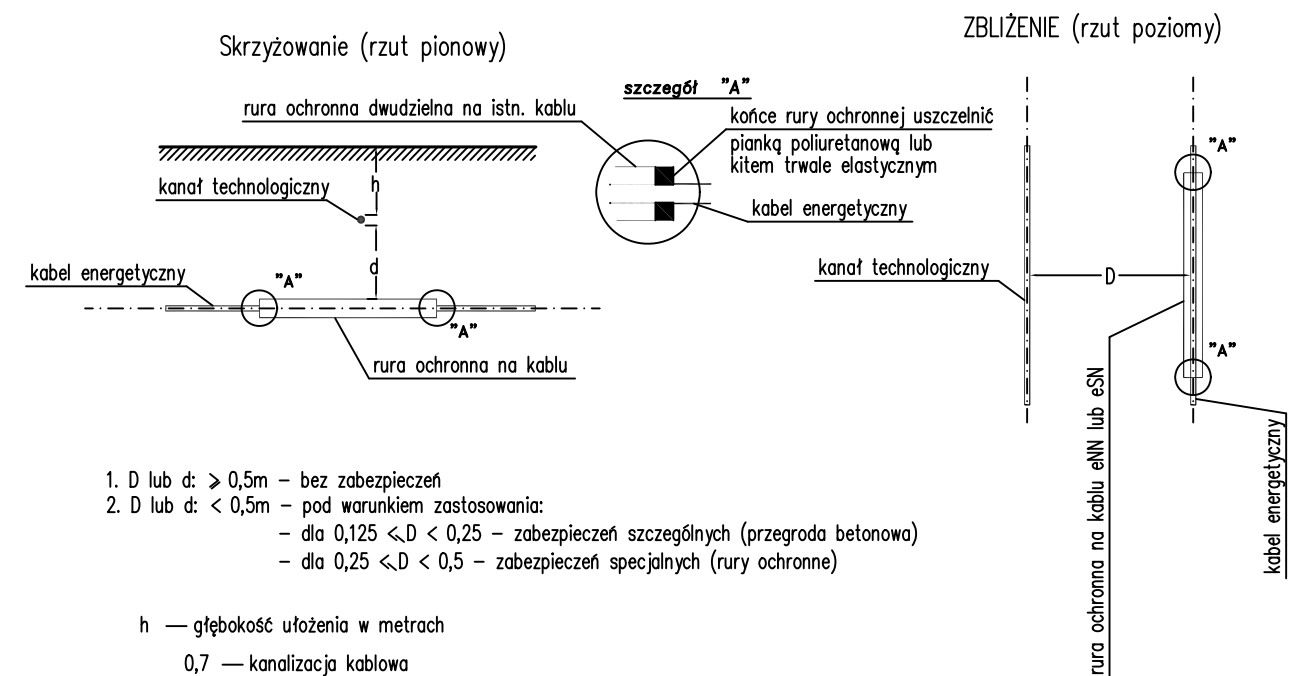 Skrzyżowanie (rzut pionowy)
ZBLIŻENIE (rzut poziomy)
szczegół "A"
rura ochronna dwudzielna na istn. kablu
końce rury ochronnej uszczelnić
pianką poliuretanową lub
kitem trwale elastycznym
kabel energetyczny
h
kanał technologiczny
d
kabel energetyczny
"A"
"A"
rura ochronna na kablu
"A"
kanał technologiczny
D
"A"
rura ochronna na kablu eNN lub eSN
kabel energetyczny
1. D lub d: ⩾ 0,5m – bez zabezpieczeń
2. D lub d: < 0,5m – pod warunkiem zastosowania:
– dla 0,125 ⩽ D < 0,25 – zabezpieczeń szczególnych (przegroda betonowa)
– dla 0,25 ⩽ D < 0,5 – zabezpieczeń specjalnych (rury ochronne)
h — głębokość ułożenia w metrach
0,7 — kanalizacja kablowa